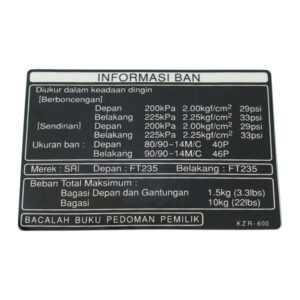 INFORMASI BAN
Diukur dalam keadaan dingin
[Berboncengan]
Depan 200kPa 2.00kgf/cm² 29psi
Belakang 225kPa 2.25kgf/cm² 33psi
[Sendirian] Depan 200kPa 2.00kgf/cm² 29psi
Belakang 225kPa 2.25kgf/cm² 33psi
Ukuran ban : Depan 80/90-14M/C 40P
Belakang 90/90-14M/C 46P
Merek : SRI Depan : FT235 Belakang : FT235
Beban Total Maksimum :
Bagasi Depan dan Gantungan 1.5kg (3.3lbs)
Bagasi 10kg (22lbs)
BACALAH BUKU PEDOMAN PEMILIK KZR-600